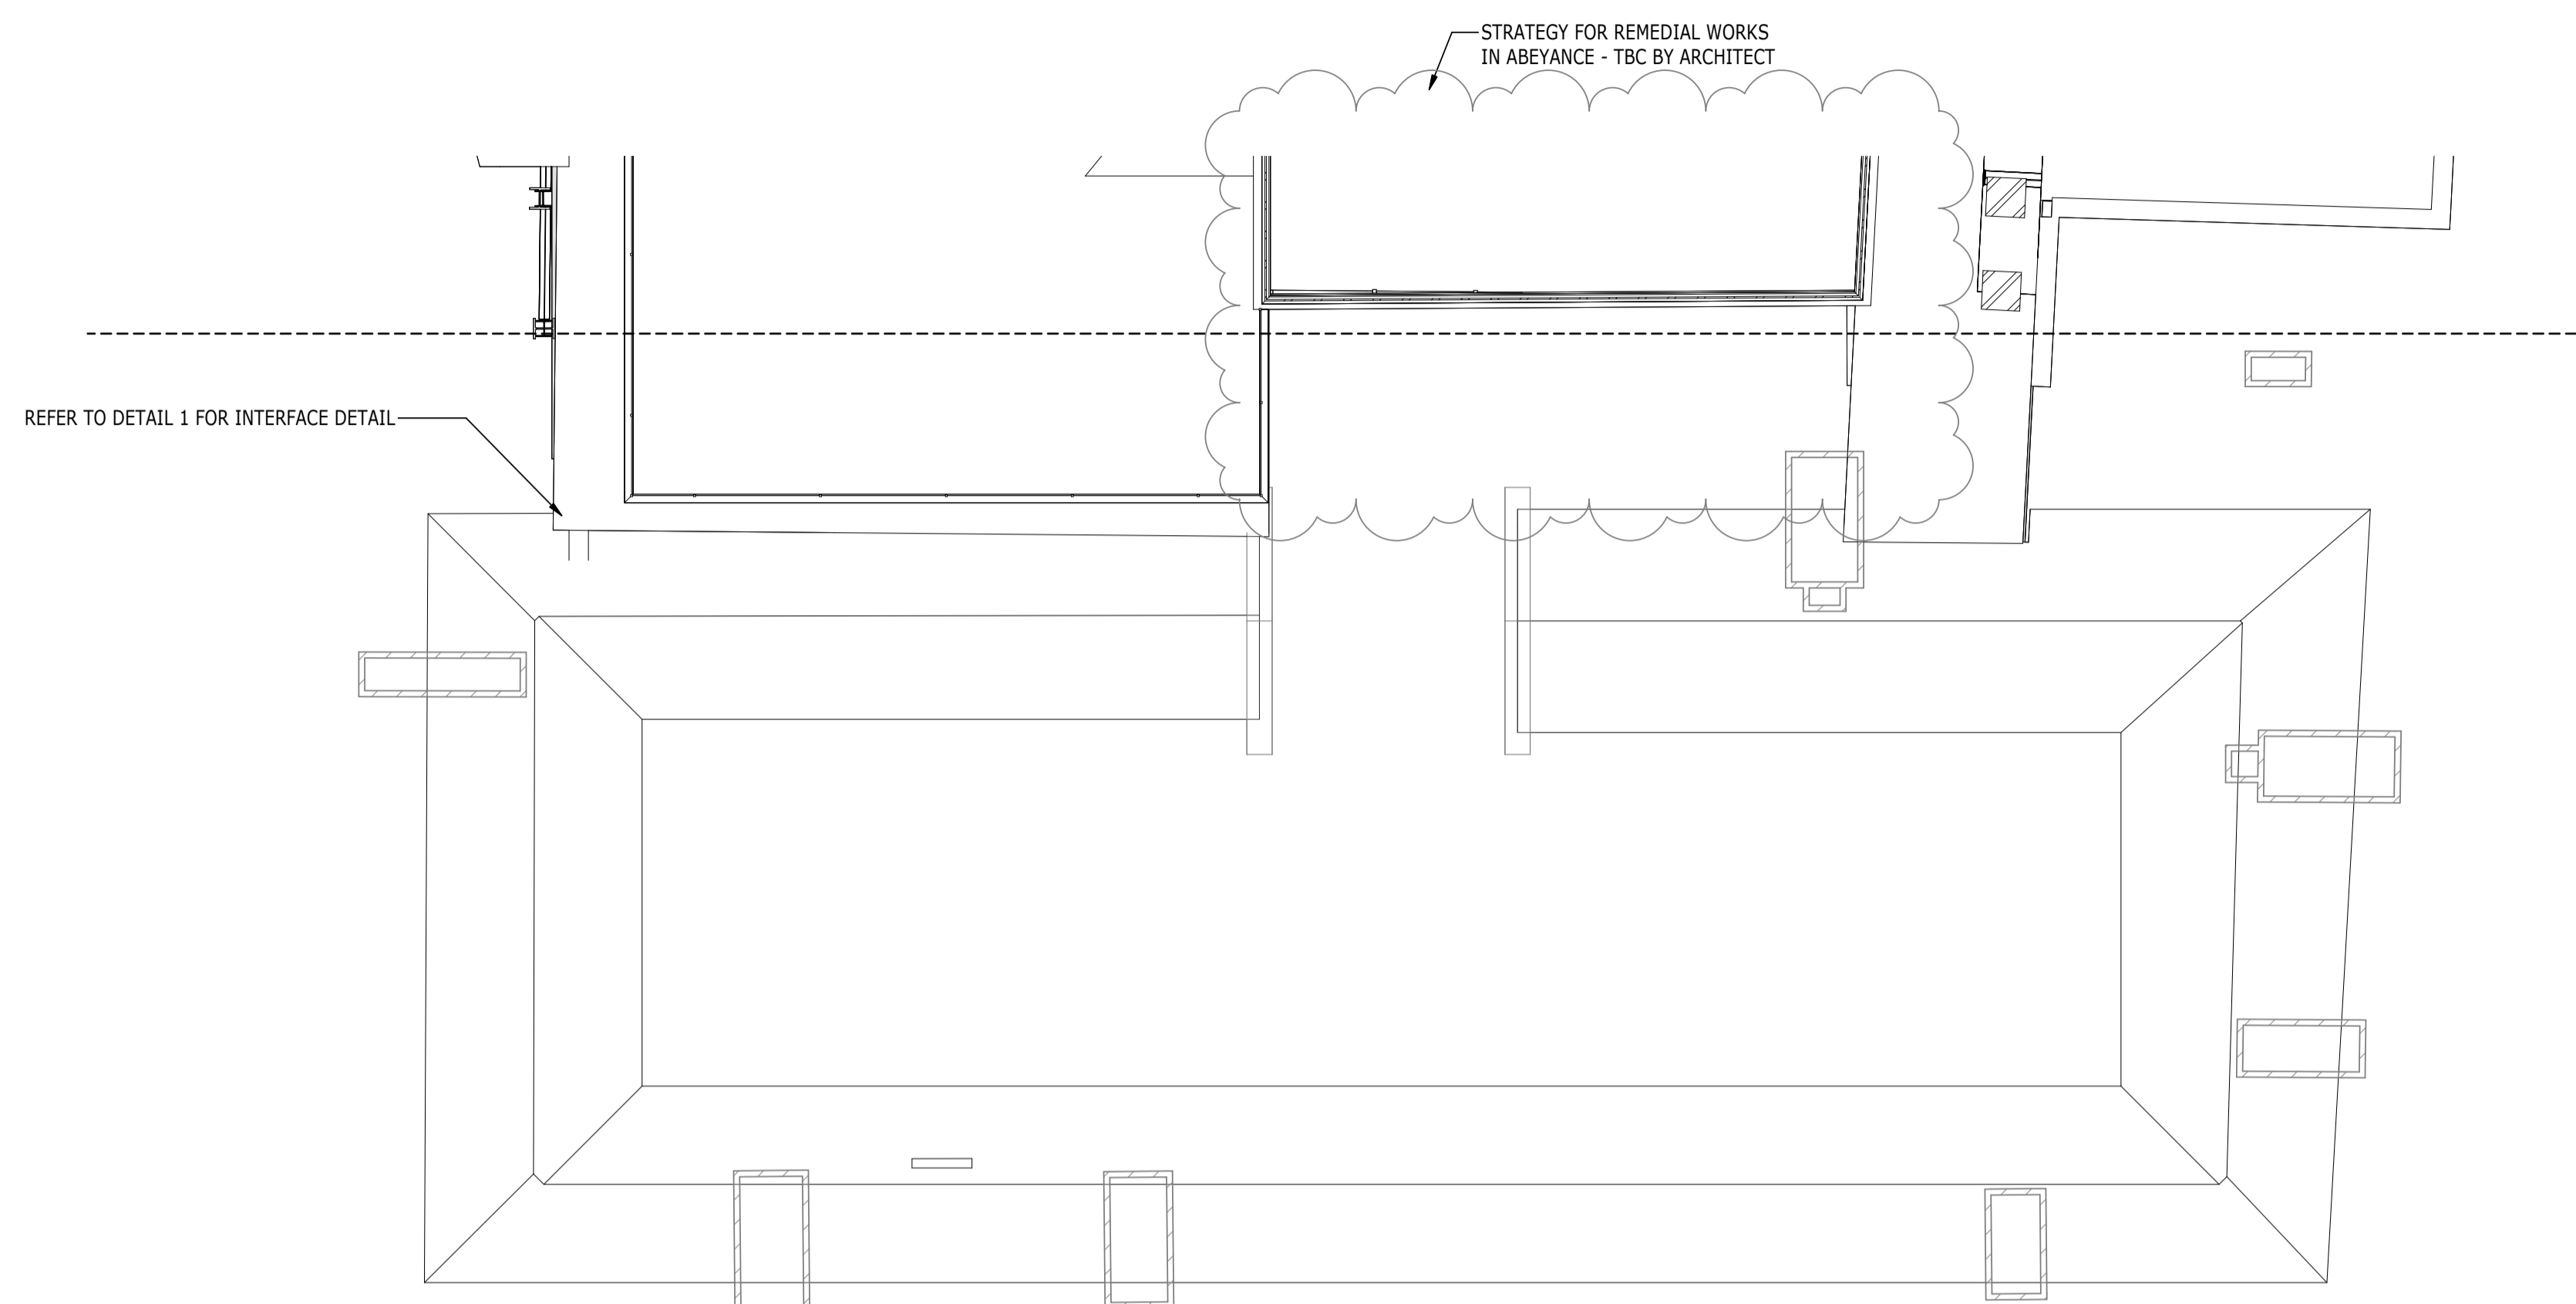 STRATEGY FOR REMEDIAL WORKS
IN ABEYANCE - TBC BY ARCHITECT
REFER TO DETAIL 1 FOR INTERFACE DETAIL